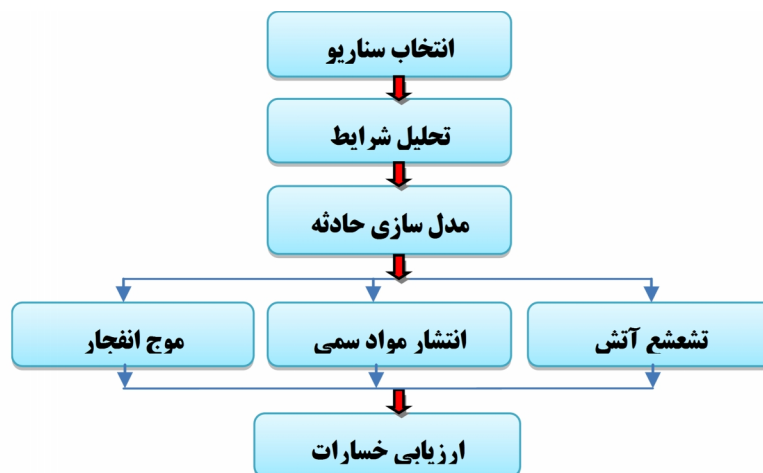 انتخاب سناریو
تحلیل شرایط
مدل سازی حادثه
تشعشع آتش
انتشار مواد سمی
موج انفجار
ارزیابی خسارات